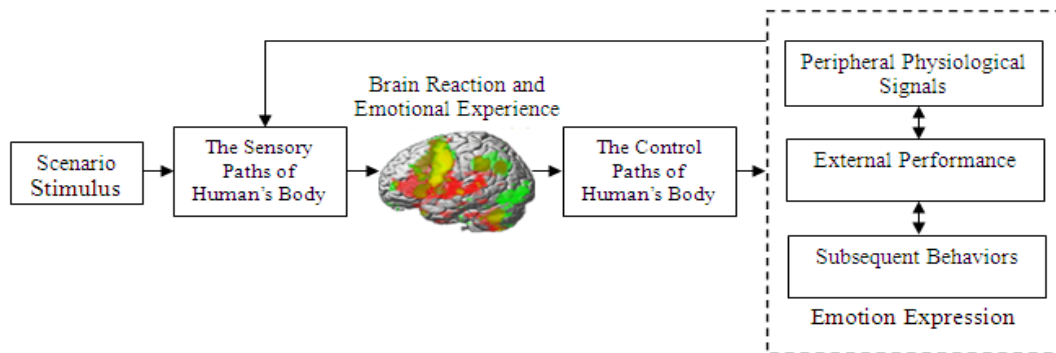 Scenario
Stimulus
The Sensory
Paths of
Human's Body
Brain Reaction and
Emotional Experience
The Control
Paths of
Human's Body
Peripheral Physiological
Signals
External Performance
Subsequent Behaviors
Emotion Expression